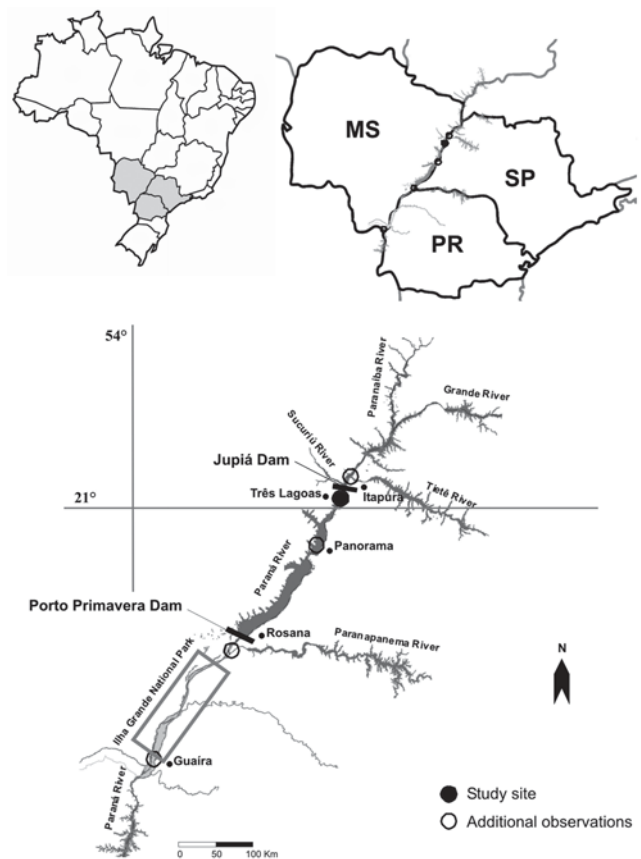 MS
SP
PR
54°
Paranaíba River
Grande River
Sucuriú River
Jupiá Dam
Três Lagoas
Itapura
Tietê River
21°
Panorama
Paraná River
Porto Primavera Dam
Rosana
Paranapanema River
N
Ilha Grande National Park
Guaíra
Paraná River
Study site
Additional observations
0 50 100 Km